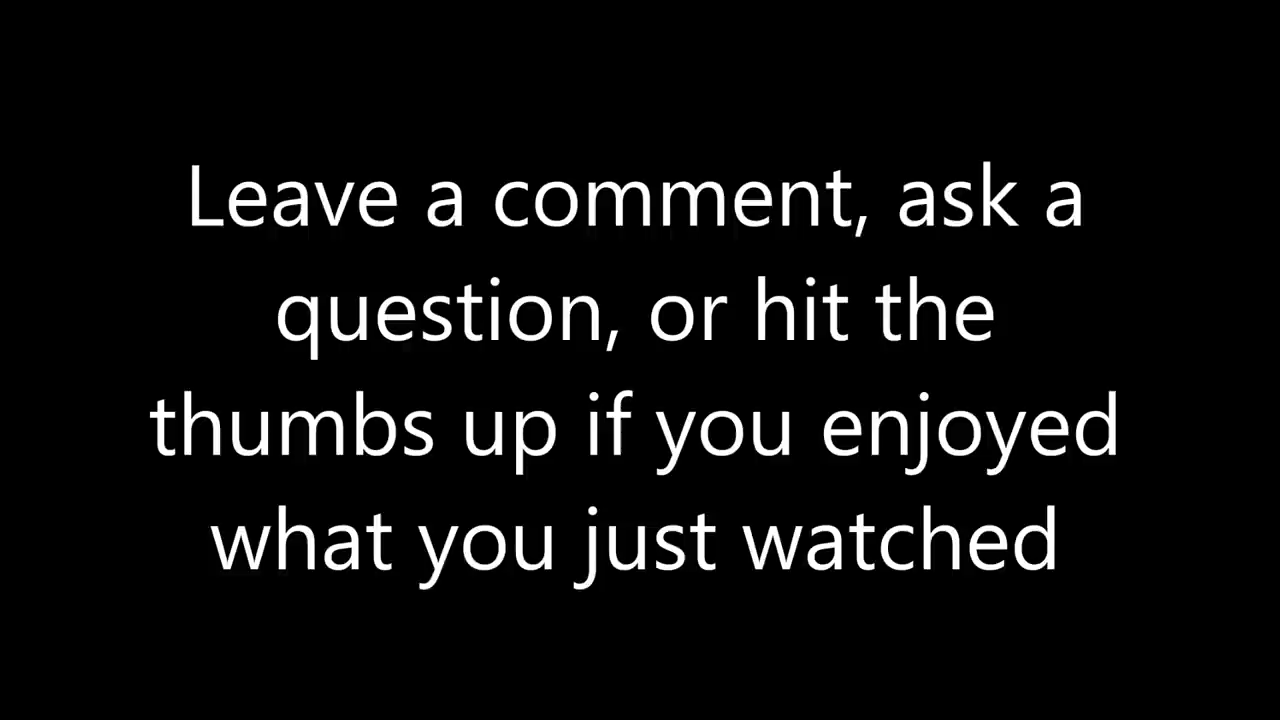 Leave a comment, ask a
question, or hit the
thumbs up if you enjoyed
what you just watched